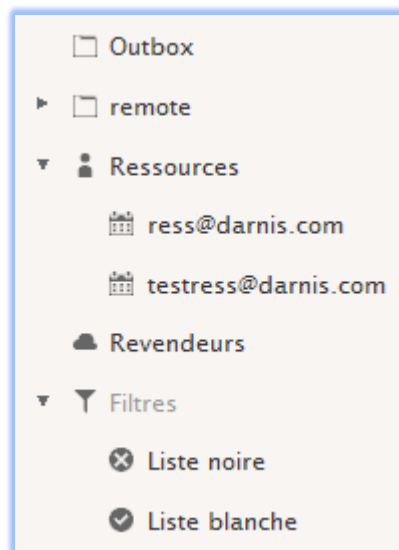 Outbox
remote
Ressources
ress@darnis.com
testress@darnis.com
Revendeurs
Filtres
Liste noire
Liste blanche